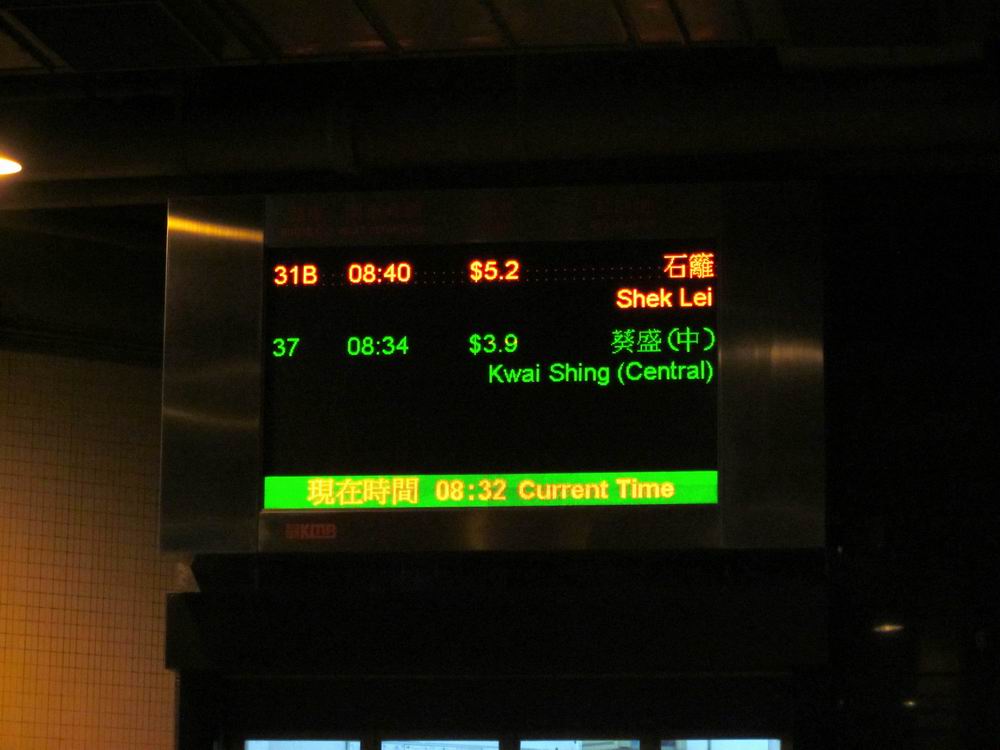 31B 08:40 $5.2 石籬
Shek Lei
37 08:34 $3.9 葵盛(中)
Kwai Shing (Central)
現在時間 08:32 Current Time
KMB